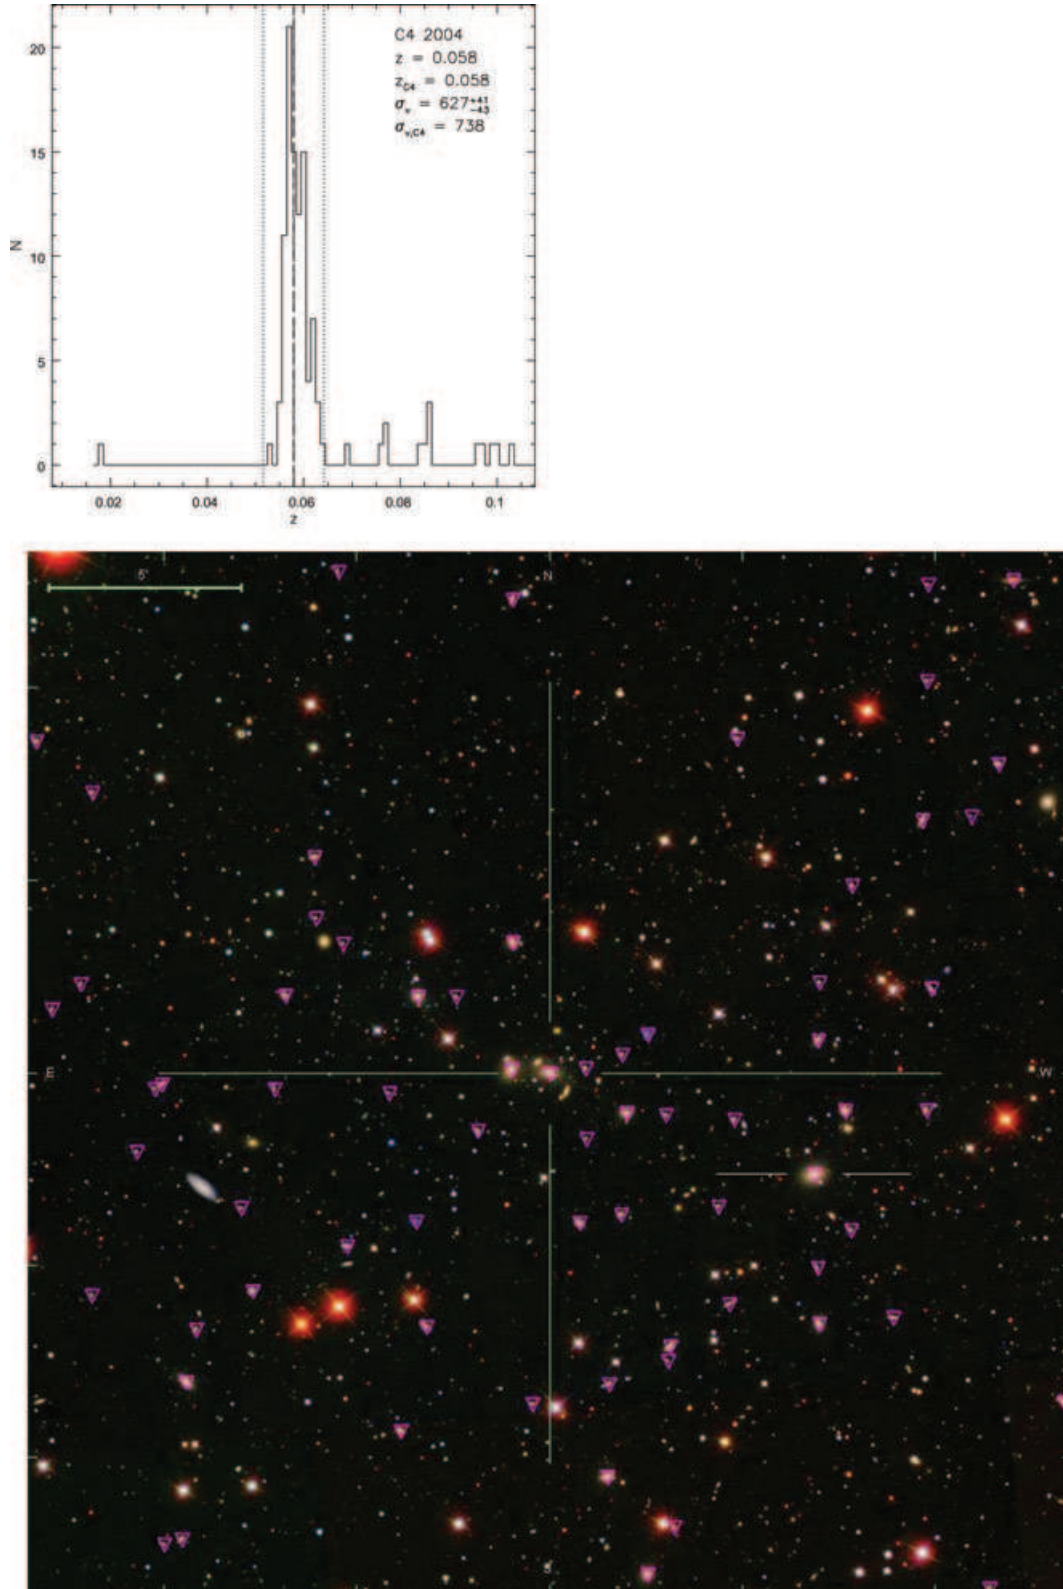 20
15
10
5
0
N
C4 2004
z = 0.058
z_C4 = 0.058
σ_v = 627 +41 −43
σ_v,C4 = 738
0.02 0.04 0.06 0.08 0.1
z
5'
N
E
W
S